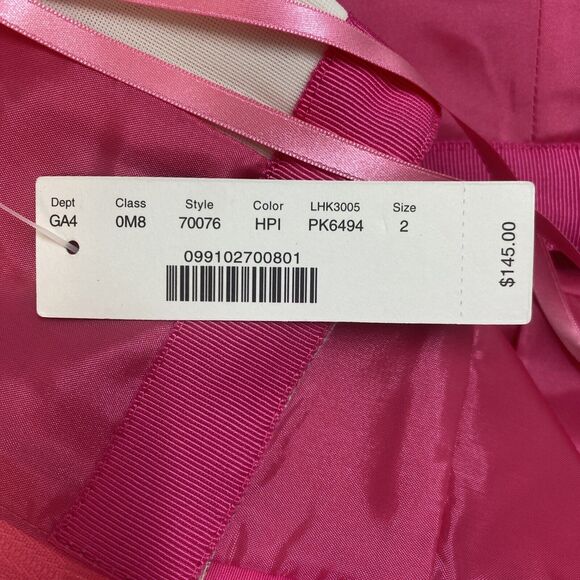 Dept Class Style Color LHK3005 Size
GA4 0M8 70076 HPI PK6494 2
099102700801
$145.00